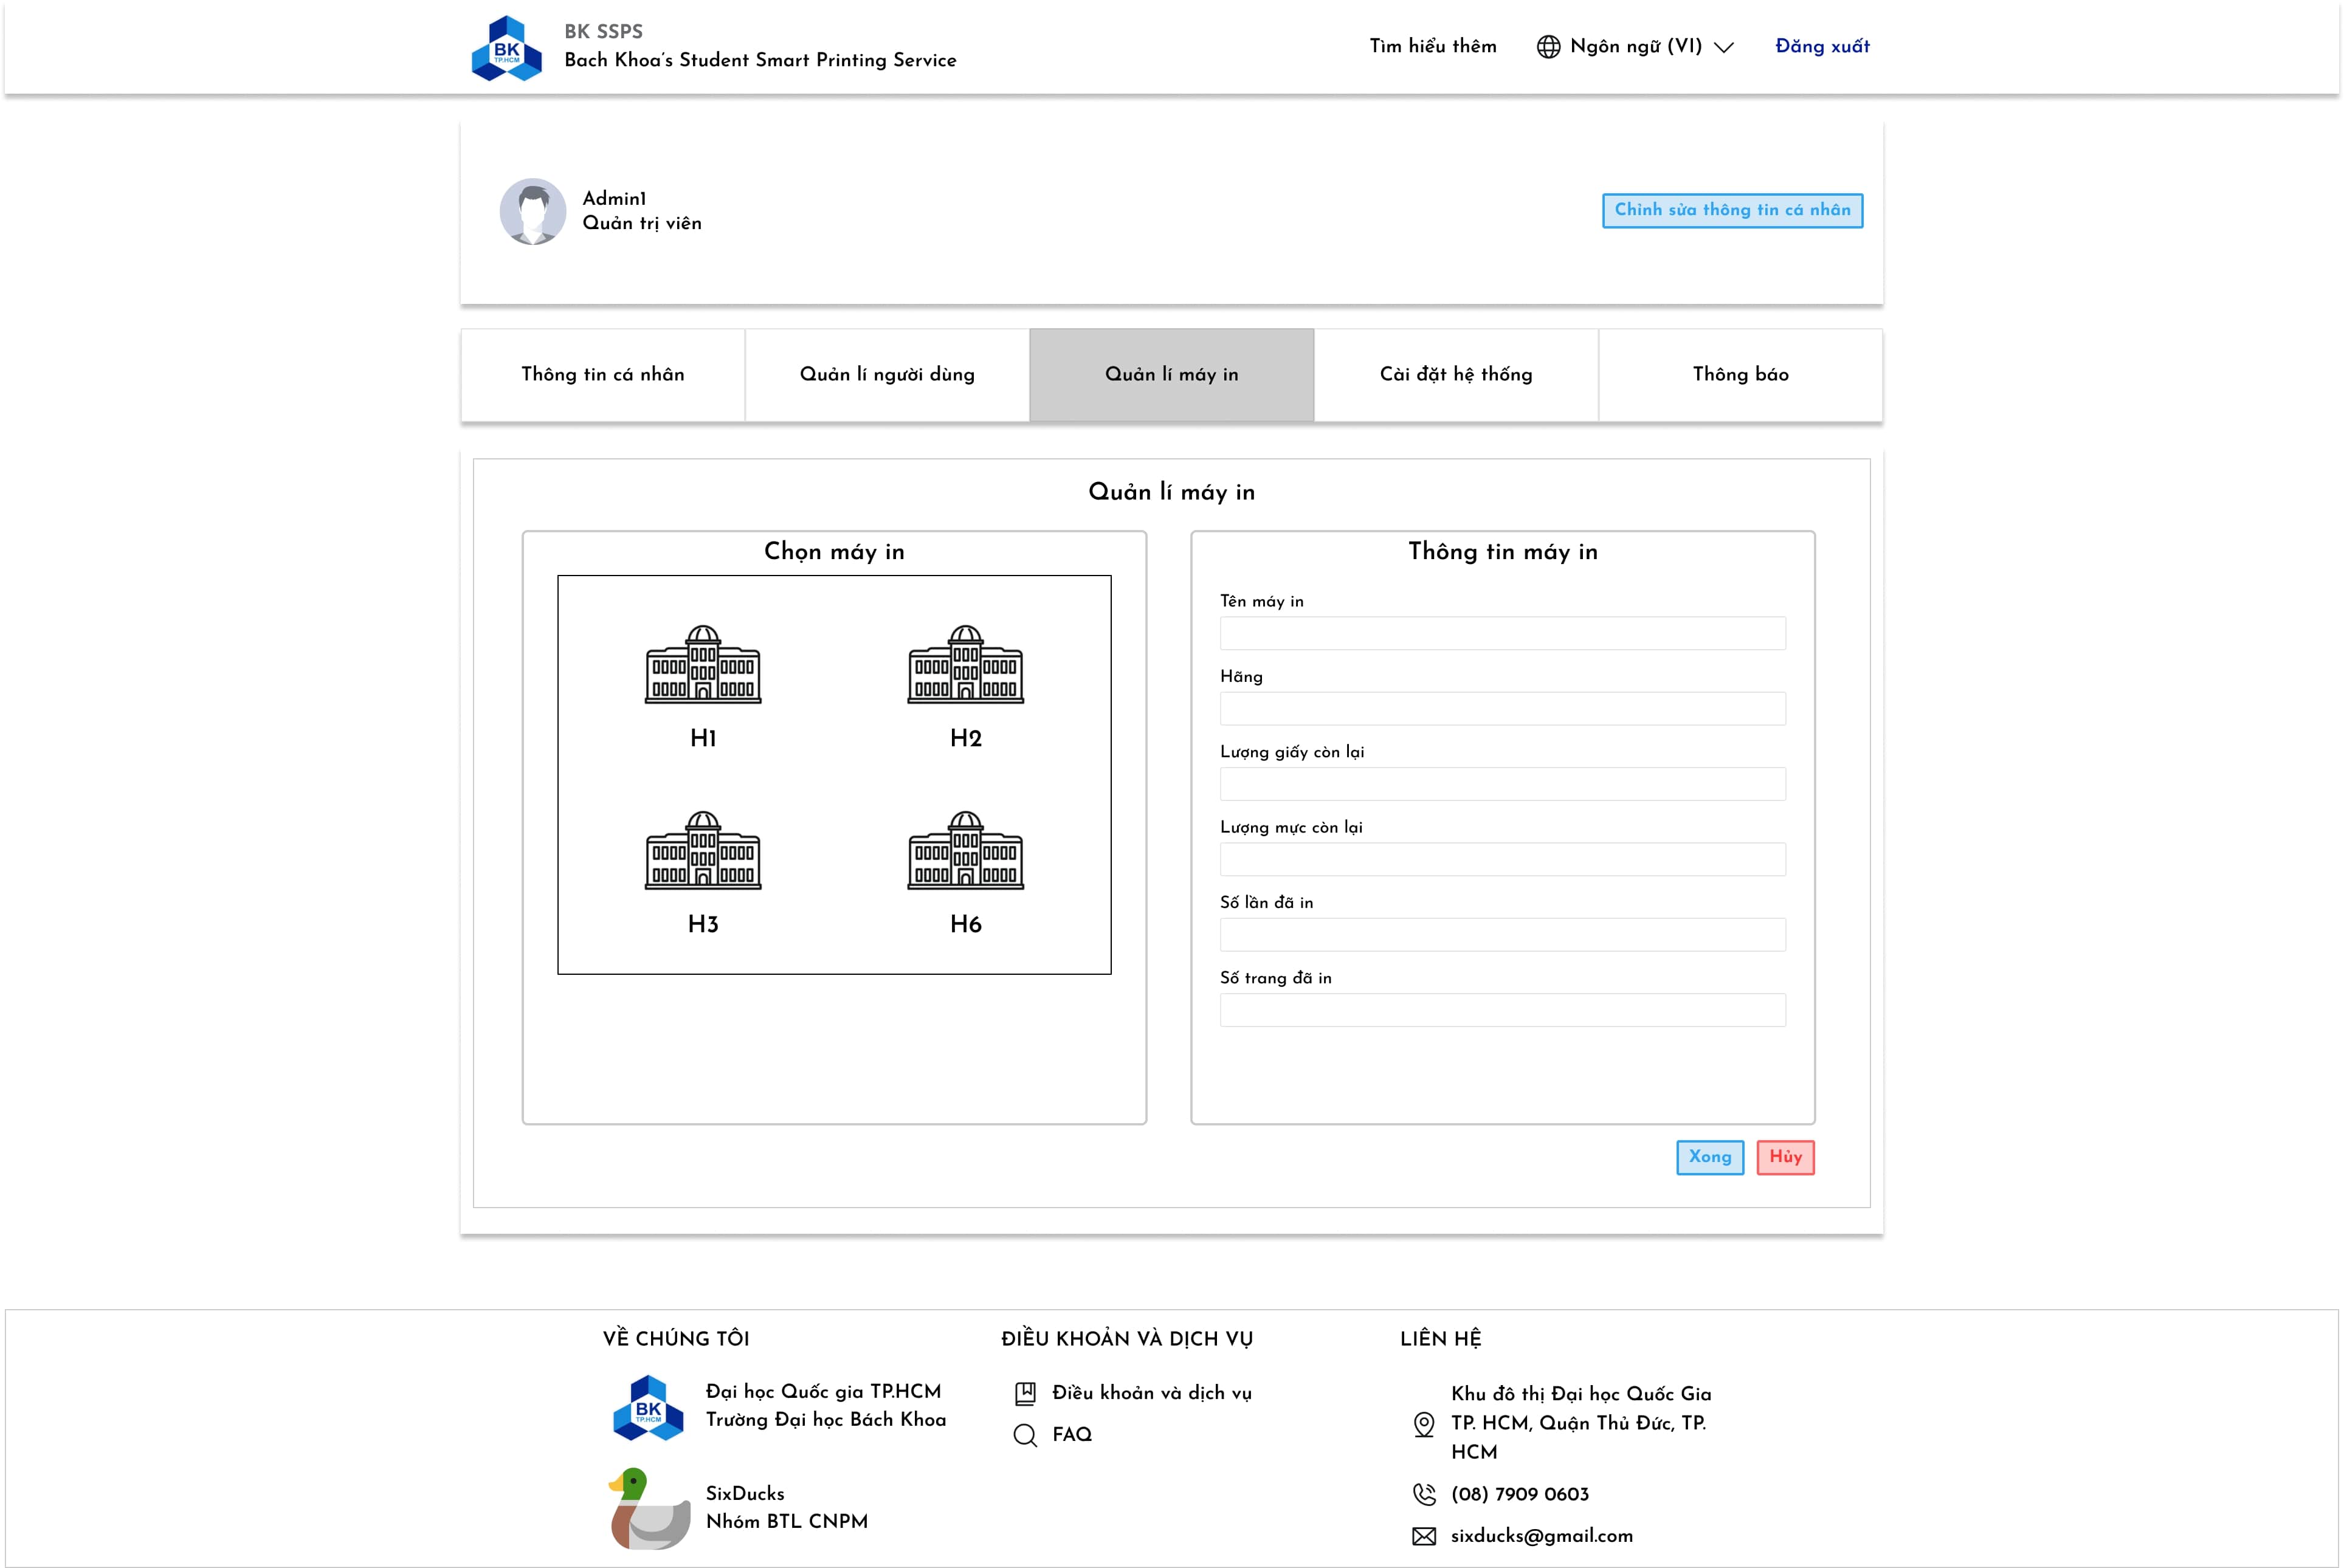 BK
TP.HCM
BK SSPS
Bach Khoa's Student Smart Printing Service
Tìm hiểu thêm
Ngôn ngữ (VI)
Đăng xuất
Admin1
Quản trị viên
Chỉnh sửa thông tin cá nhân
Thông tin cá nhân
Quản lí người dùng
Quản lí máy in
Cài đặt hệ thống
Thông báo
Quản lí máy in
Chọn máy in
H1
H2
H3
H6
Thông tin máy in
Tên máy in
Hãng
Lượng giấy còn lại
Lượng mực còn lại
Số lần đã in
Số trang đã in
Xong
Hủy
VỀ CHÚNG TÔI
BK
TP.HCM
Đại học Quốc gia TP.HCM
Trường Đại học Bách Khoa
SixDucks
Nhóm BTL CNPM
ĐIỀU KHOẢN VÀ DỊCH VỤ
Điều khoản và dịch vụ
FAQ
LIÊN HỆ
Khu đô thị Đại học Quốc Gia
TP. HCM, Quận Thủ Đức, TP.
HCM
(08) 7909 0603
sixducks@gmail.com